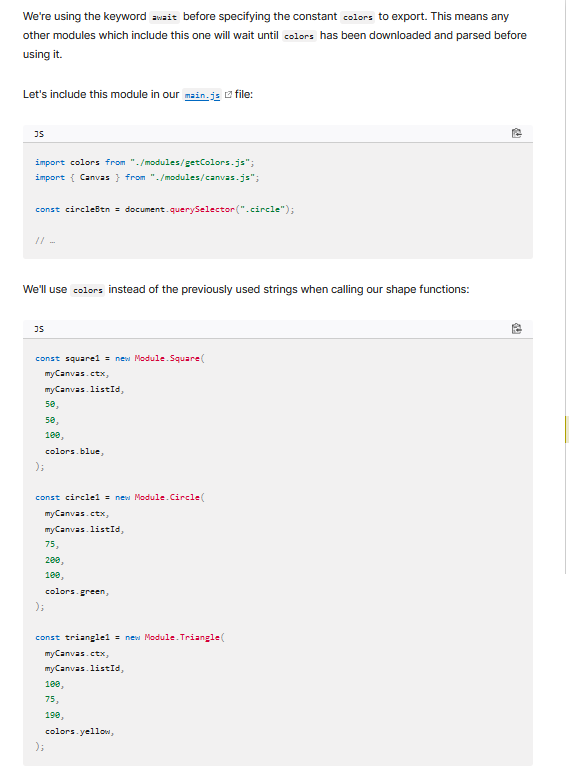 We're using the keyword await before specifying the constant colors to export. This means any
other modules which include this one will wait until colors has been downloaded and parsed before
using it.
Let's include this module in our main.js file:
JS
import colors from "./modules/getColors.js";
import { Canvas } from "./modules/canvas.js";
const circleBtn = document.querySelector(".circle");
// …
We'll use colors instead of the previously used strings when calling our shape functions:
JS
const square1 = new Module.Square(
myCanvas.ctx,
myCanvas.listId,
50,
50,
100,
colors.blue,
);
const circle1 = new Module.Circle(
myCanvas.ctx,
myCanvas.listId,
75,
200,
100,
colors.green,
);
const triangle1 = new Module.Triangle(
myCanvas.ctx,
myCanvas.listId,
100,
75,
190,
colors.yellow,
);